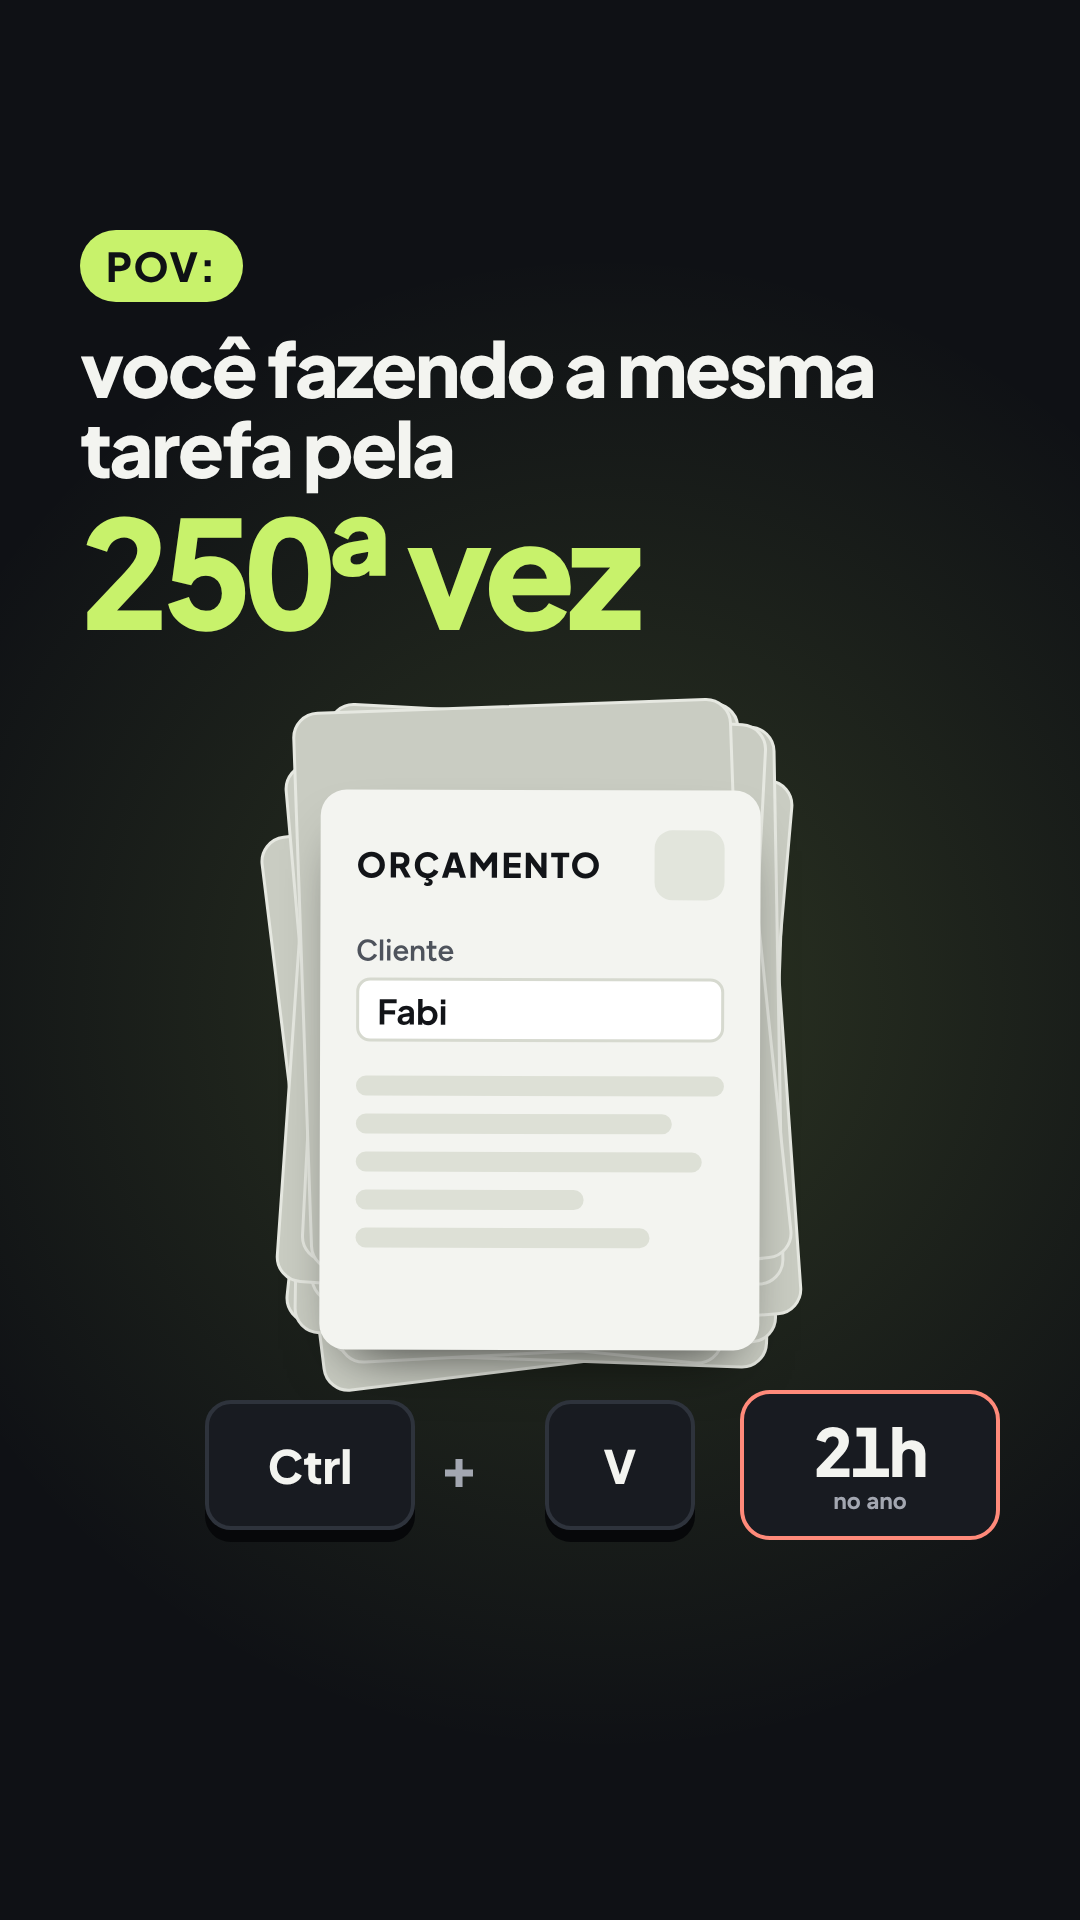 POV:
você fazendo a mesma
tarefa pela
250ª vez
ORÇAMENTO
Cliente
Fabi
Ctrl + V
21h
no ano